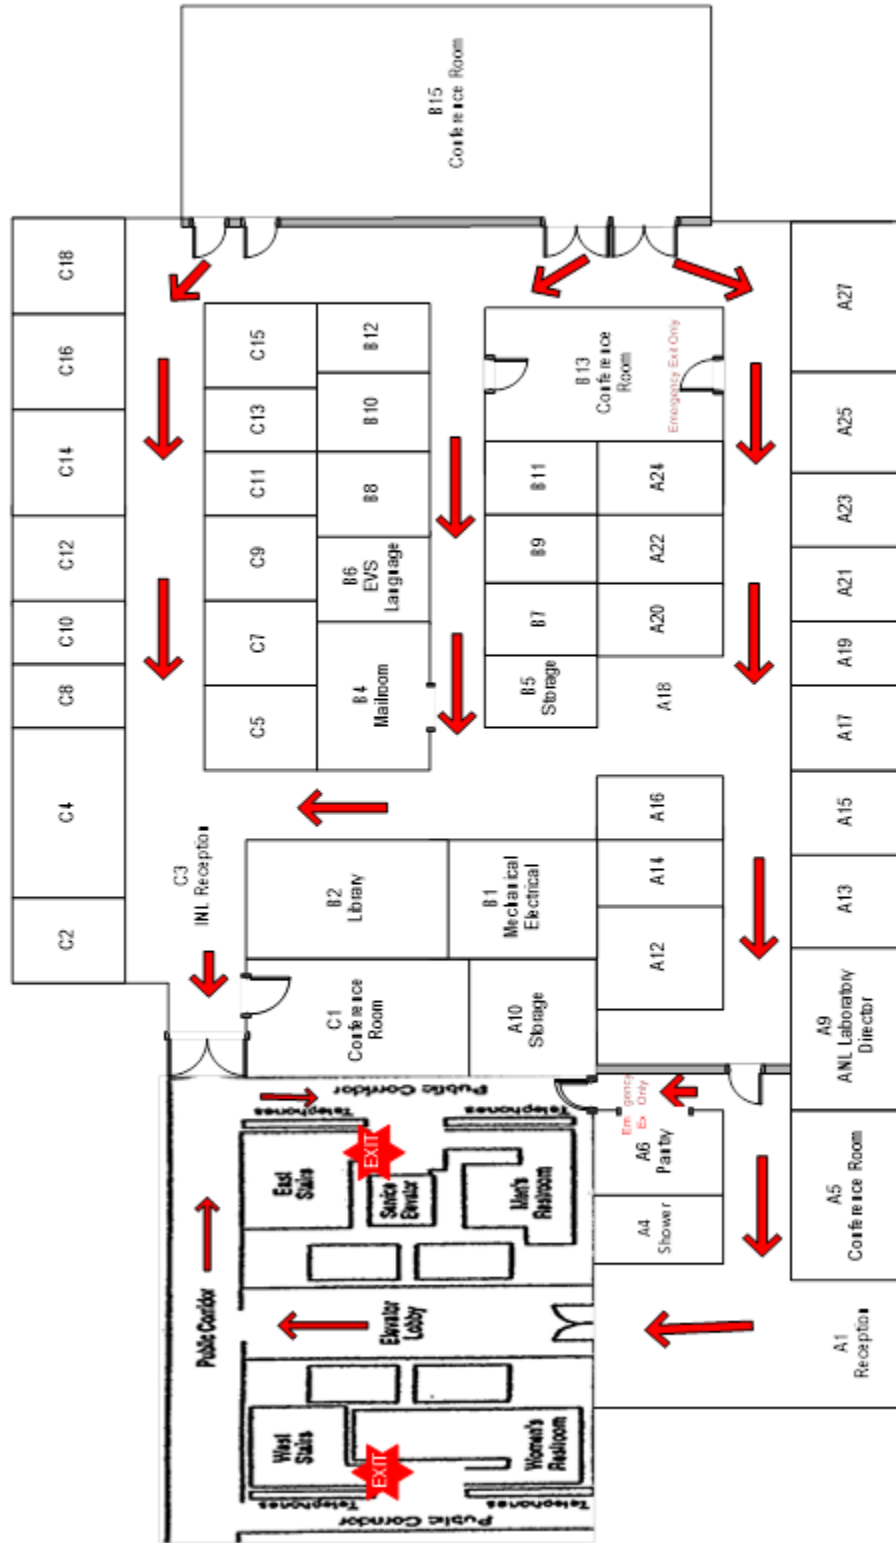 C2
C4
C8
C10
C12
C14
C16
C18
C3
INL Reception
Public Corridor
C5
C7
C9
C11
C13
C15
West
Stairs
East
Stairs
B2
Library
C1
Conference
Room
B4
Mailroom
B6
EVS
Language
B8
B10
B12
B15
Conference Room
Telephones
Telephones
EXIT
EXIT
Elevator
Lobby
Service
Elevator
Public Corridor
Public Corridor
Telephones
Telephones
Women's
Restroom
Men's
Restroom
A10
Storage
B1
Mechanical
Electrical
B5
Storage
B7
B9
B11
B13
Conference
Room
Emergency Exit Only
A4
Shower
A6
Pantry
Only
A12
A14
A16
A18
A20
A22
A24
A1
Reception
A5
Conference Room
A9
ANL Laboratory
Director
A13
A15
A17
A19
A21
A23
A25
A27